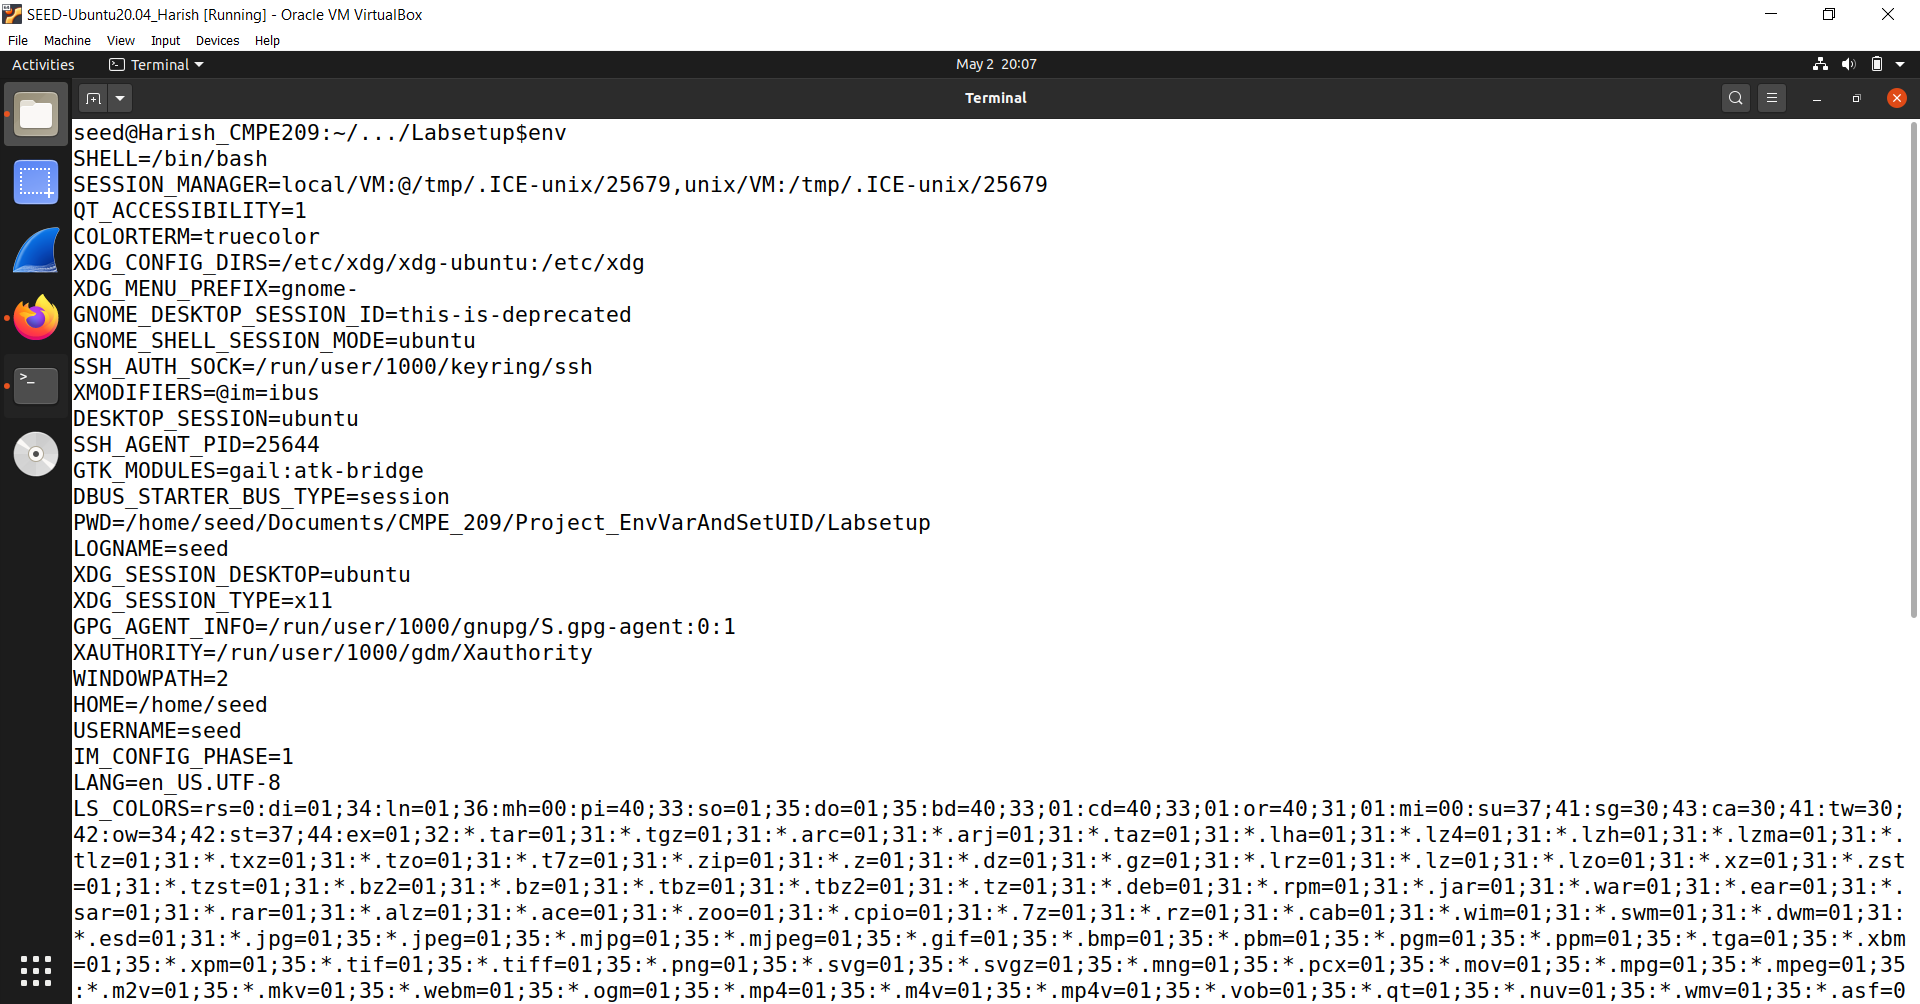 SEED-Ubuntu20.04_Harish [Running] - Oracle VM VirtualBox
File Machine View Input Devices Help
Activities Terminal May 2 20:07
Terminal
seed@Harish_CMPE209:~/.../Labsetup$env
SHELL=/bin/bash
SESSION_MANAGER=local/VM:@/tmp/.ICE-unix/25679,unix/VM:/tmp/.ICE-unix/25679
QT_ACCESSIBILITY=1
COLORTERM=truecolor
XDG_CONFIG_DIRS=/etc/xdg/xdg-ubuntu:/etc/xdg
XDG_MENU_PREFIX=gnome-
GNOME_DESKTOP_SESSION_ID=this-is-deprecated
GNOME_SHELL_SESSION_MODE=ubuntu
SSH_AUTH_SOCK=/run/user/1000/keyring/ssh
XMODIFIERS=@im=ibus
DESKTOP_SESSION=ubuntu
SSH_AGENT_PID=25644
GTK_MODULES=gail:atk-bridge
DBUS_STARTER_BUS_TYPE=session
PWD=/home/seed/Documents/CMPE_209/Project_EnvVarAndSetUID/Labsetup
LOGNAME=seed
XDG_SESSION_DESKTOP=ubuntu
XDG_SESSION_TYPE=x11
GPG_AGENT_INFO=/run/user/1000/gnupg/S.gpg-agent:0:1
XAUTHORITY=/run/user/1000/gdm/Xauthority
WINDOWPATH=2
HOME=/home/seed
USERNAME=seed
IM_CONFIG_PHASE=1
LANG=en_US.UTF-8
LS_COLORS=rs=0:di=01;34:ln=01;36:mh=00:pi=40;33:so=01;35:do=01;35:bd=40;33;01:cd=40;33;01:or=40;31;01:mi=00:su=37;41:sg=30;43:ca=30;41:tw=30;
42:ow=34;42:st=37;44:ex=01;32:*.tar=01;31:*.tgz=01;31:*.arc=01;31:*.arj=01;31:*.taz=01;31:*.lha=01;31:*.lz4=01;31:*.lzh=01;31:*.lzma=01;31:*.
tlz=01;31:*.txz=01;31:*.tzo=01;31:*.t7z=01;31:*.zip=01;31:*.z=01;31:*.dz=01;31:*.gz=01;31:*.lrz=01;31:*.lz=01;31:*.lzo=01;31:*.xz=01;31:*.zst
=01;31:*.tzst=01;31:*.bz2=01;31:*.bz=01;31:*.tbz=01;31:*.tbz2=01;31:*.tz=01;31:*.deb=01;31:*.rpm=01;31:*.jar=01;31:*.war=01;31:*.ear=01;31:*.
sar=01;31:*.rar=01;31:*.alz=01;31:*.ace=01;31:*.zoo=01;31:*.cpio=01;31:*.7z=01;31:*.rz=01;31:*.cab=01;31:*.wim=01;31:*.swm=01;31:*.dwm=01;31:
*.esd=01;31:*.jpg=01;35:*.jpeg=01;35:*.mjpg=01;35:*.mjpeg=01;35:*.gif=01;35:*.bmp=01;35:*.pbm=01;35:*.pgm=01;35:*.ppm=01;35:*.tga=01;35:*.xbm
=01;35:*.xpm=01;35:*.tif=01;35:*.tiff=01;35:*.png=01;35:*.svg=01;35:*.svgz=01;35:*.mng=01;35:*.pcx=01;35:*.mov=01;35:*.mpg=01;35:*.mpeg=01;35
:*.m2v=01;35:*.mkv=01;35:*.webm=01;35:*.ogm=01;35:*.mp4=01;35:*.m4v=01;35:*.mp4v=01;35:*.vob=01;35:*.qt=01;35:*.nuv=01;35:*.wmv=01;35:*.asf=0